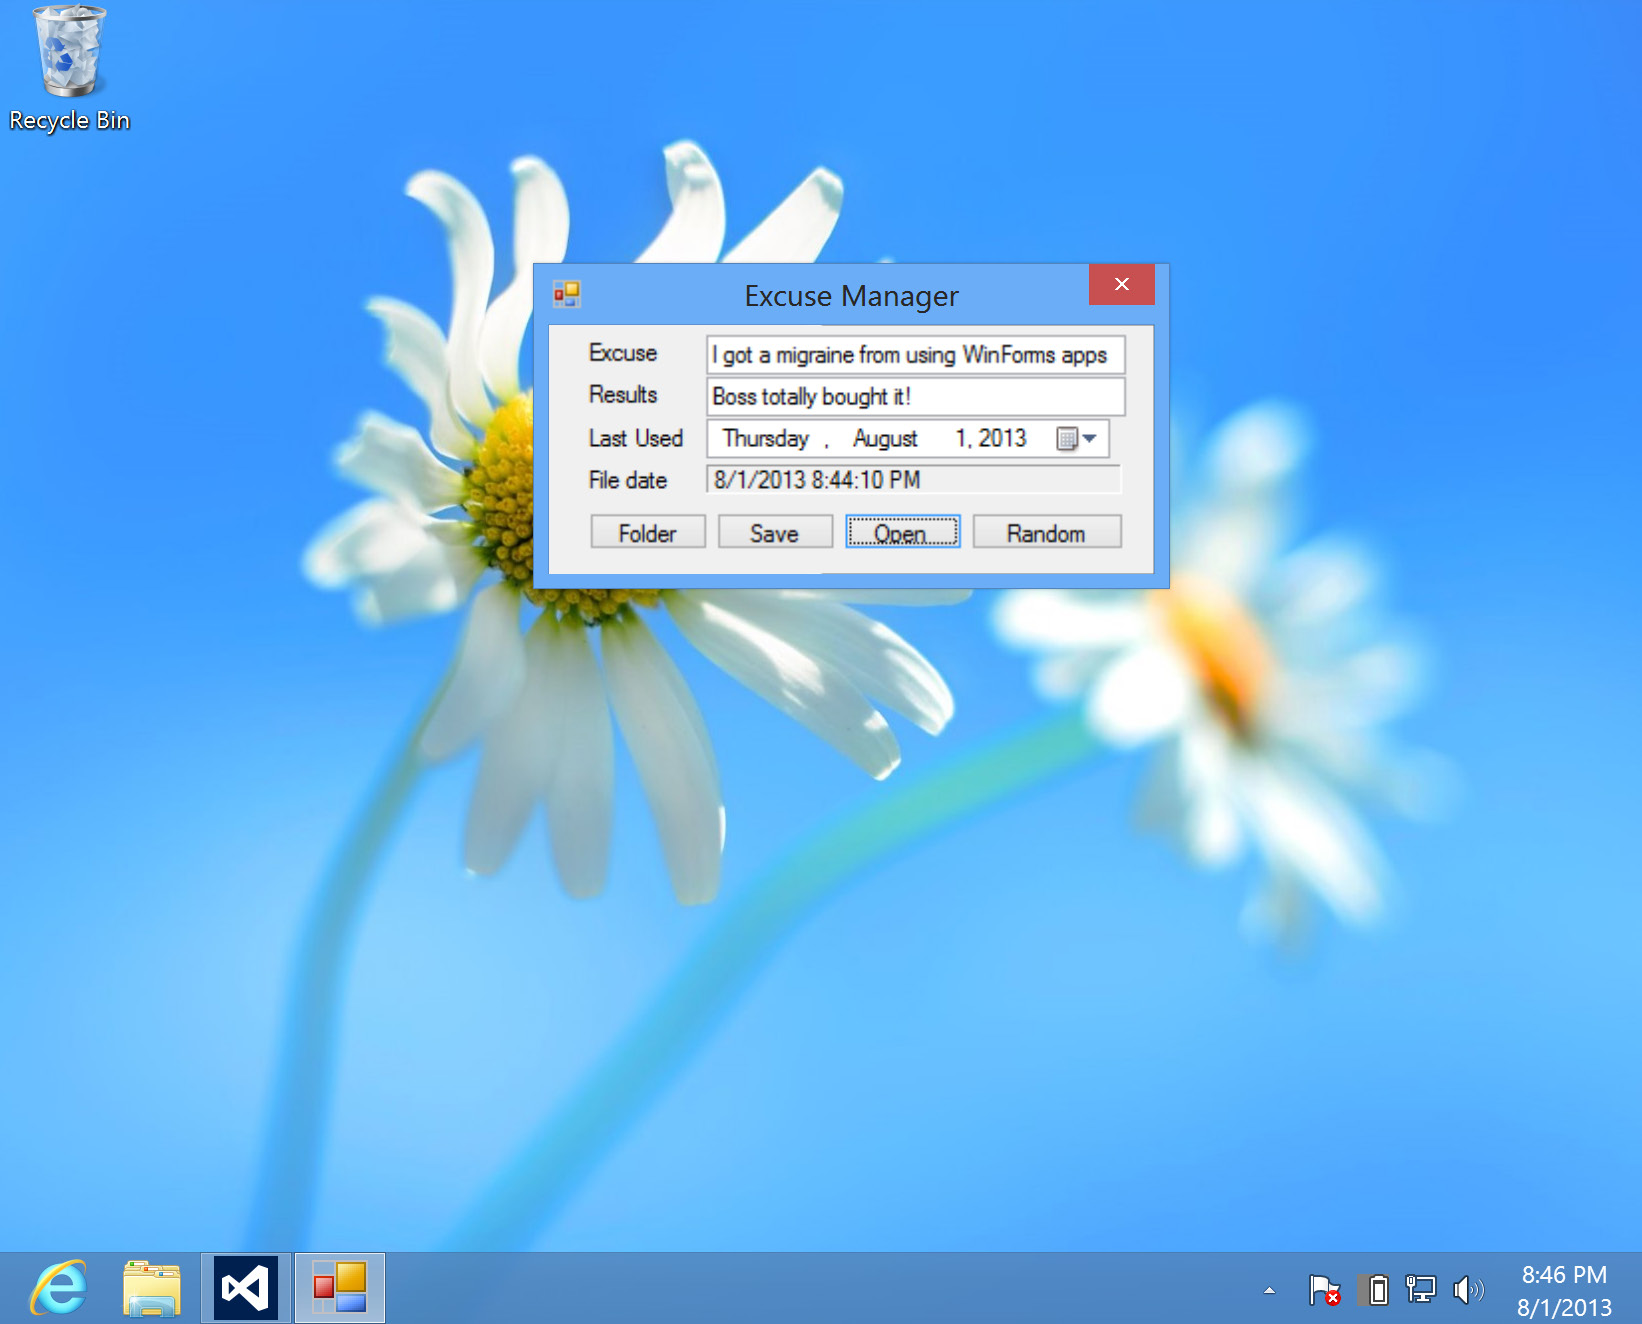 Recycle Bin
Excuse Manager
Excuse I got a migraine from using WinForms apps
Results Boss totally bought it!
Last Used Thursday , August 1, 2013
File date 8/1/2013 8:44:10 PM
Folder Save Open Random
8:46 PM
8/1/2013